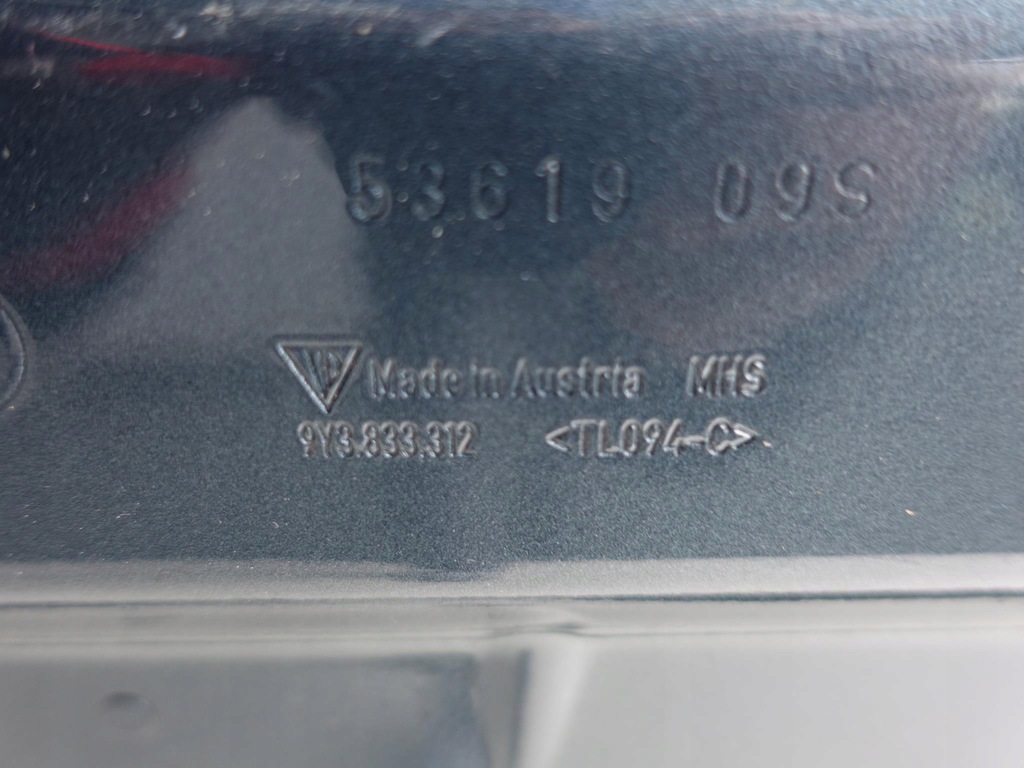 53619 09S
Made in Austria MHS
9Y3.833.312 <TL094-C>